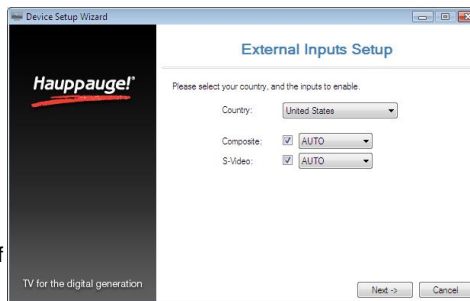 Device Setup Wizard
External Inputs Setup
Hauppauge!
Please select your country, and the inputs to enable.
Country: United States
Composite: AUTO
S-Video: AUTO
f
TV for the digital generation
Next -> Cancel